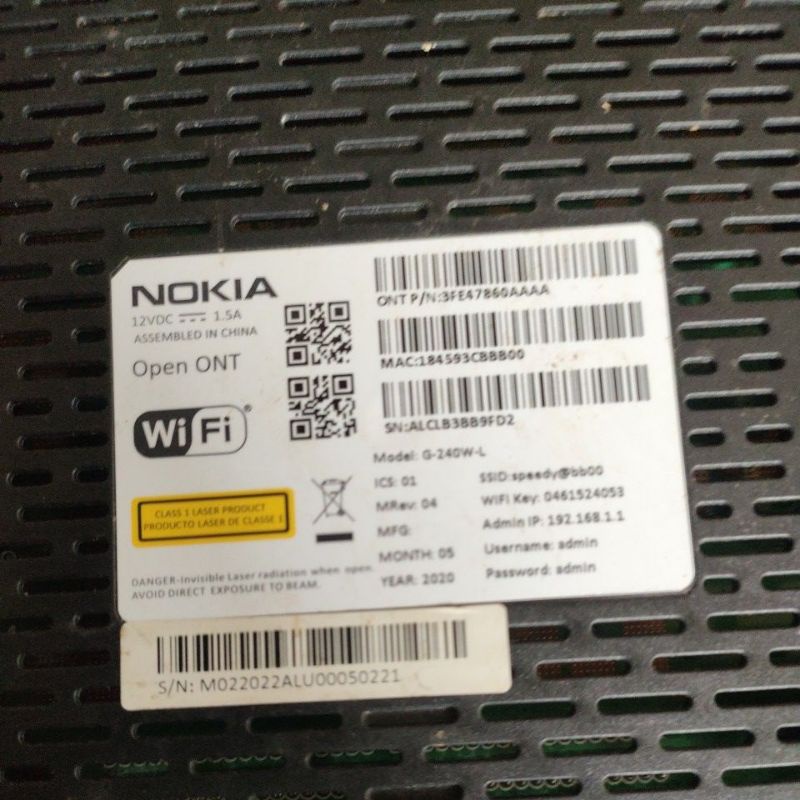 NOKIA
12VDC ⎓ 1.5A
ASSEMBLED IN CHINA
Open ONT
WiFi®
CLASS 1 LASER PRODUCT
PRODUCTO LASER DE CLASSE 1
DANGER-Invisible Laser radiation when open.
AVOID DIRECT EXPOSURE TO BEAM.
ONT P/N:3FE47860AAAA
MAC:184593CBBB00
SN:ALCLB3BB9FD2
Model: G-240W-L
ICS: 01
MRev: 04
MFG:
MONTH: 05
YEAR: 2020
SSID:speedy@bb00
WiFi Key: 0461524053
Admin IP: 192.168.1.1
Username: admin
Password: admin
S/N: M022022ALU00050221